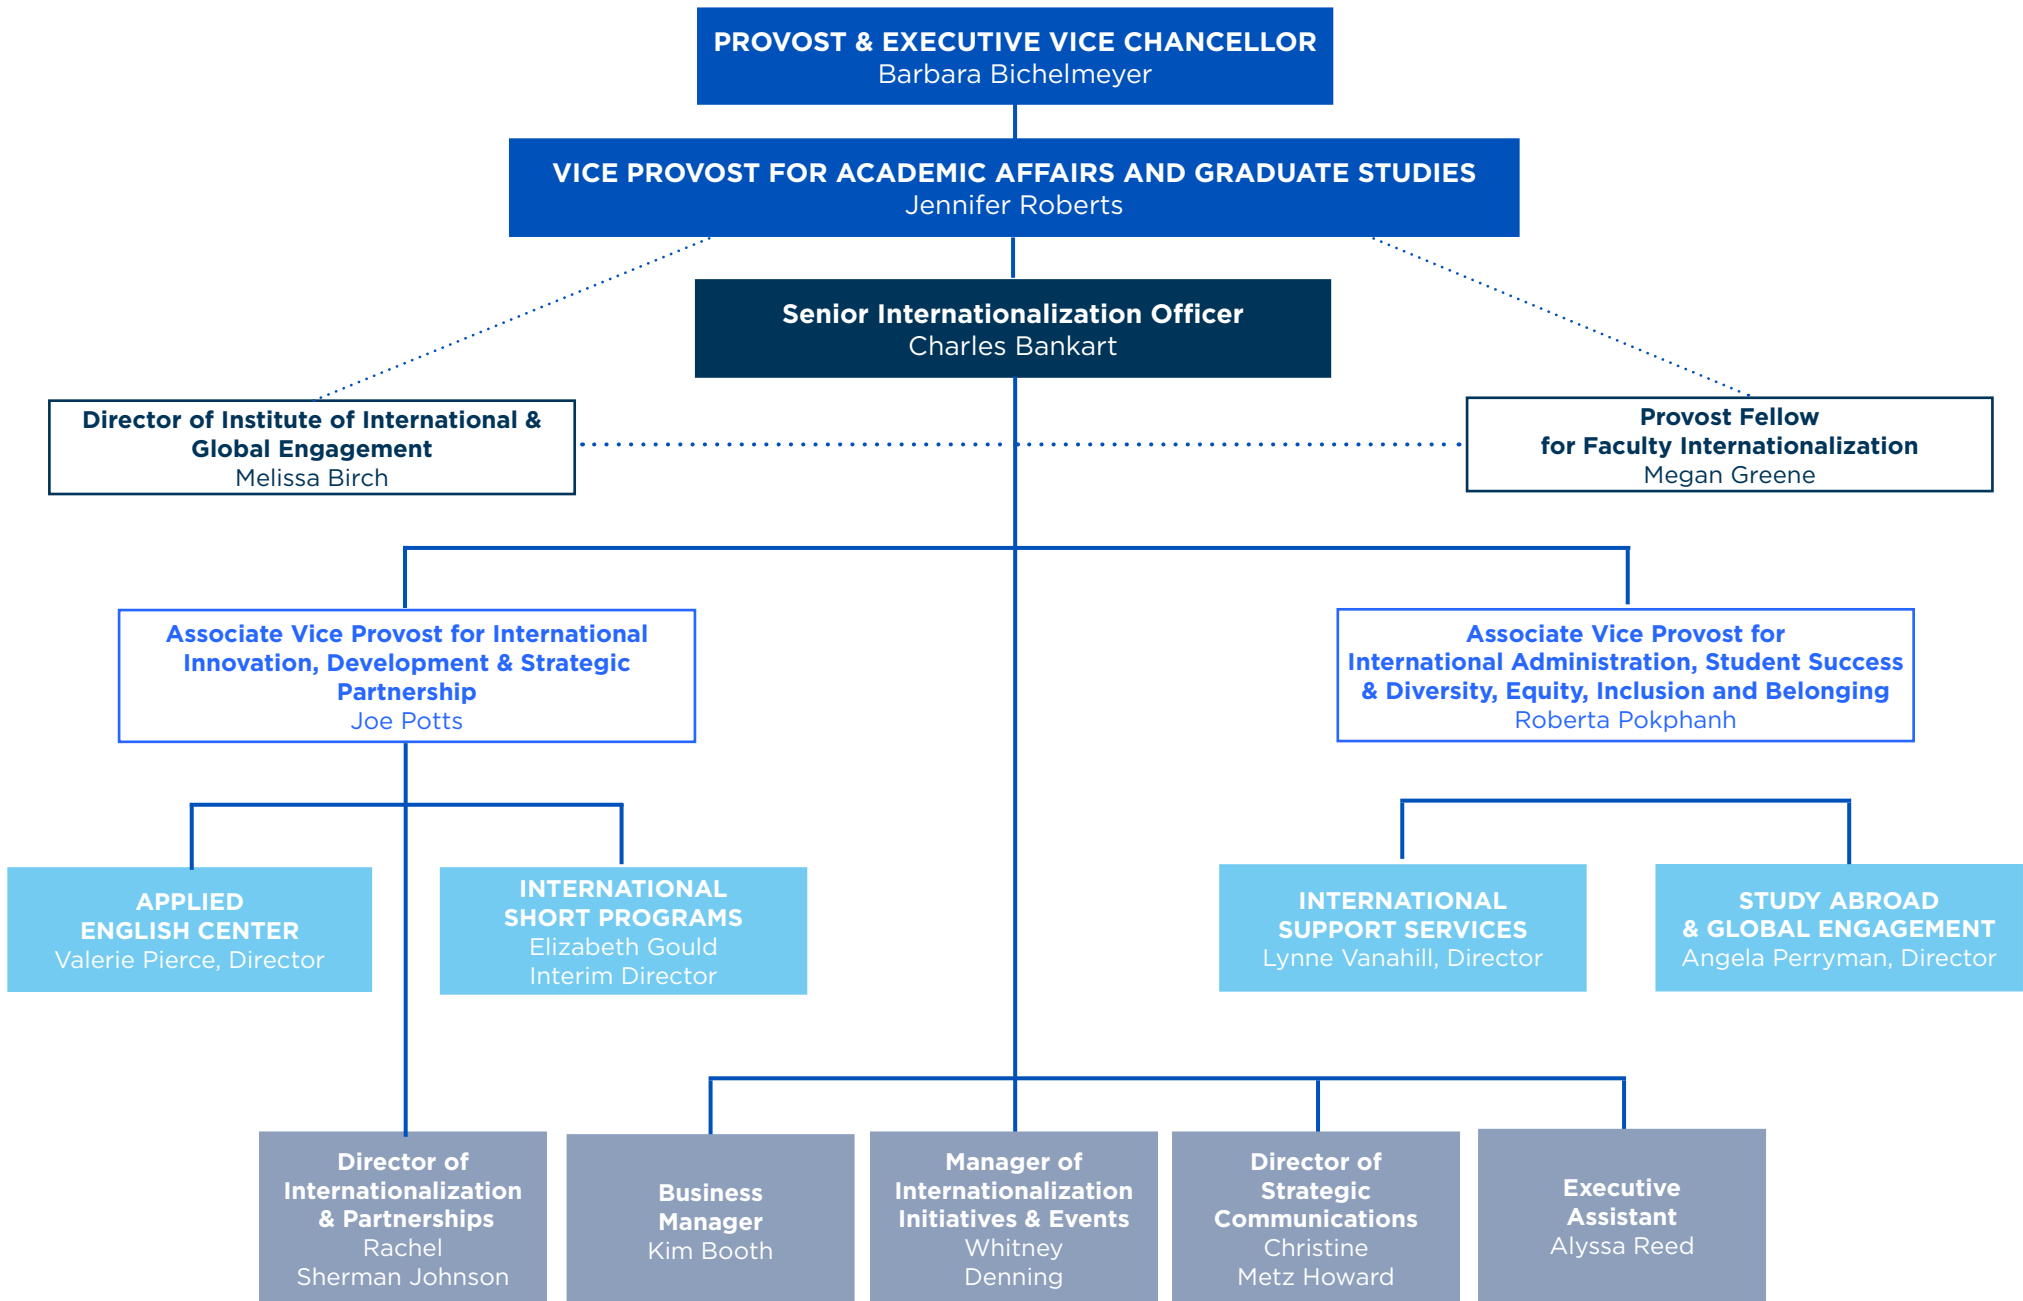 PROVOST & EXECUTIVE VICE CHANCELLOR
Barbara Bichelmeyer
VICE PROVOST FOR ACADEMIC AFFAIRS AND GRADUATE STUDIES
Jennifer Roberts
Senior Internationalization Officer
Charles Bankart
Director of Institute of International &
Global Engagement
Melissa Birch
Provost Fellow
for Faculty Internationalization
Megan Greene
Associate Vice Provost for International
Innovation, Development & Strategic
Partnership
Joe Potts
Associate Vice Provost for
International Administration, Student Success
& Diversity, Equity, Inclusion and Belonging
Roberta Pokphanh
APPLIED
ENGLISH CENTER
Valerie Pierce, Director
INTERNATIONAL
SHORT PROGRAMS
Elizabeth Gould
Interim Director
INTERNATIONAL
SUPPORT SERVICES
Lynne Vanahill, Director
STUDY ABROAD
& GLOBAL ENGAGEMENT
Angela Perryman, Director
Director of
Internationalization
& Partnerships
Rachel
Sherman Johnson
Business
Manager
Kim Booth
Manager of
Internationalization
Initiatives & Events
Whitney
Denning
Director of
Strategic
Communications
Christine
Metz Howard
Executive
Assistant
Alyssa Reed